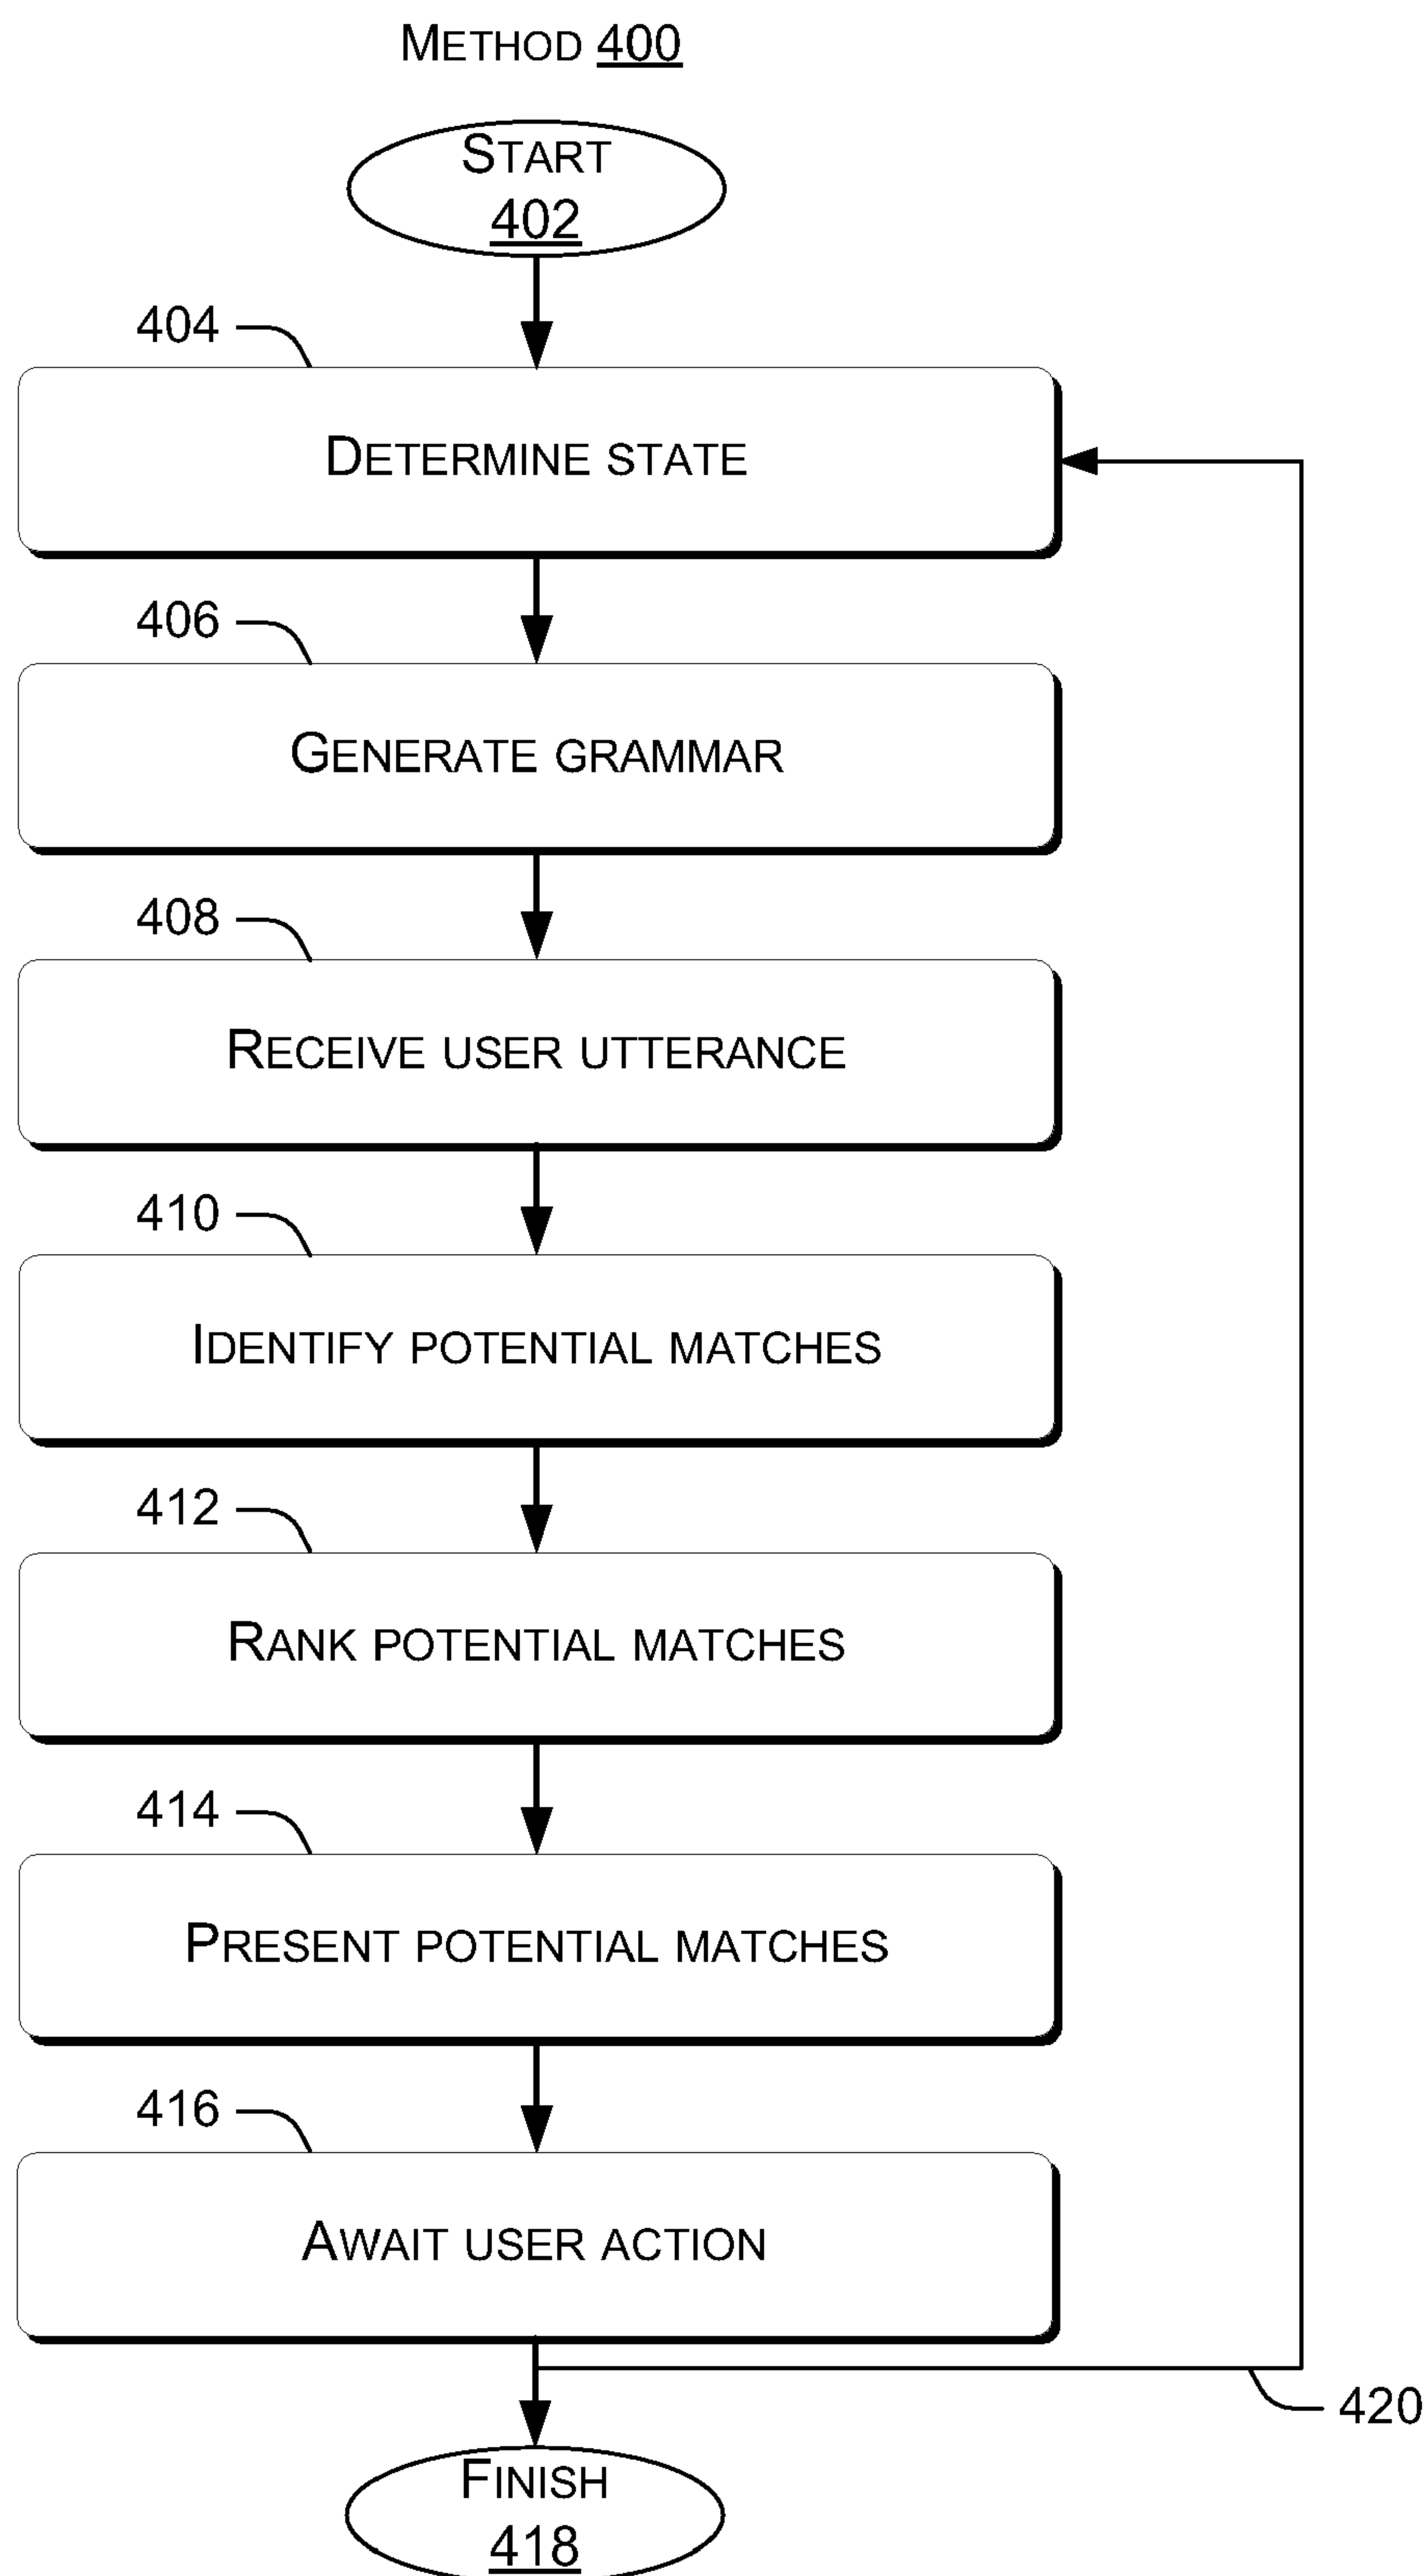 METHOD 400
START
402
404
DETERMINE STATE
406
GENERATE GRAMMAR
408
RECEIVE USER UTTERANCE
410
IDENTIFY POTENTIAL MATCHES
412
RANK POTENTIAL MATCHES
414
PRESENT POTENTIAL MATCHES
416
AWAIT USER ACTION
420
FINISH
418